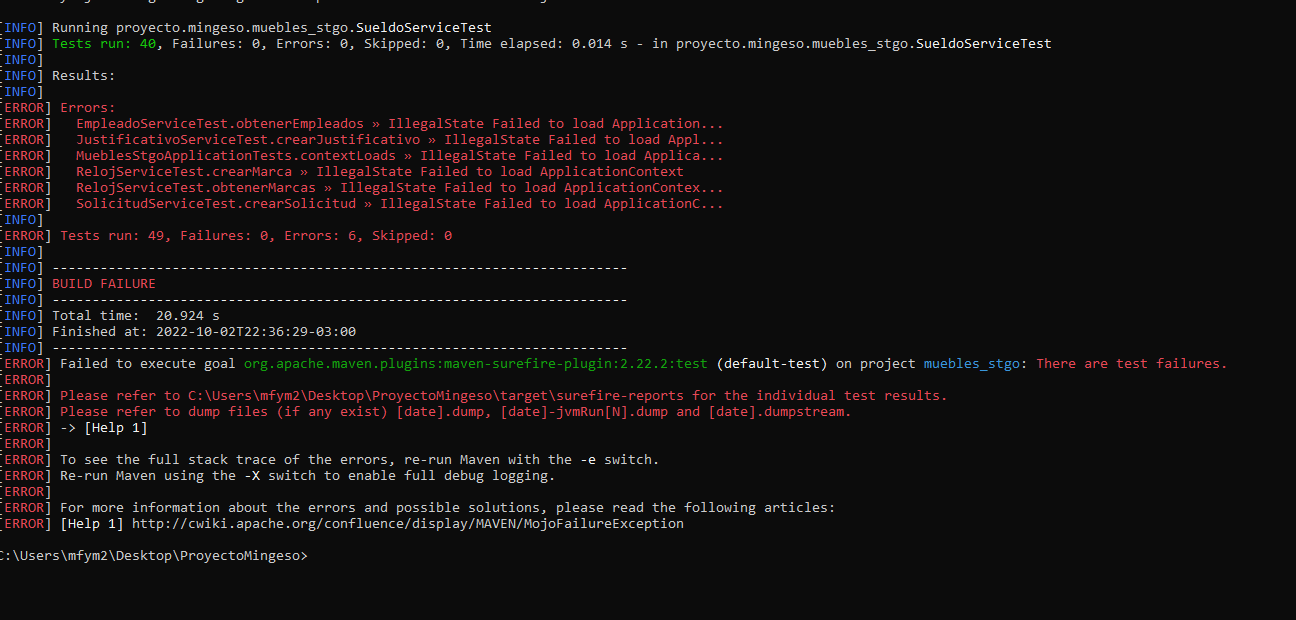 [INFO] Running proyecto.mingeso.muebles_stgo.SueldoServiceTest
[INFO] Tests run: 40, Failures: 0, Errors: 0, Skipped: 0, Time elapsed: 0.014 s - in proyecto.mingeso.muebles_stgo.SueldoServiceTest
[INFO]
[INFO] Results:
[INFO]
[ERROR] Errors:
[ERROR]   EmpleadoServiceTest.obtenerEmpleados » IllegalState Failed to load Application...
[ERROR]   JustificativoServiceTest.crearJustificativo » IllegalState Failed to load Appl...
[ERROR]   MueblesStgoApplicationTests.contextLoads » IllegalState Failed to load Applica...
[ERROR]   RelojServiceTest.crearMarca » IllegalState Failed to load ApplicationContext
[ERROR]   RelojServiceTest.obtenerMarcas » IllegalState Failed to load ApplicationContex...
[ERROR]   SolicitudServiceTest.crearSolicitud » IllegalState Failed to load ApplicationC...
[INFO]
[ERROR] Tests run: 49, Failures: 0, Errors: 6, Skipped: 0
[INFO]
[INFO] ------------------------------------------------------------------------
[INFO] BUILD FAILURE
[INFO] ------------------------------------------------------------------------
[INFO] Total time:  20.924 s
[INFO] Finished at: 2022-10-02T22:36:29-03:00
[INFO] ------------------------------------------------------------------------
[ERROR] Failed to execute goal org.apache.maven.plugins:maven-surefire-plugin:2.22.2:test (default-test) on project muebles_stgo: There are test failures.
[ERROR]
[ERROR] Please refer to C:\Users\mfym2\Desktop\ProyectoMingeso\target\surefire-reports for the individual test results.
[ERROR] Please refer to dump files (if any exist) [date].dump, [date]-jvmRun[N].dump and [date].dumpstream.
[ERROR] -> [Help 1]
[ERROR]
[ERROR] To see the full stack trace of the errors, re-run Maven with the -e switch.
[ERROR] Re-run Maven using the -X switch to enable full debug logging.
[ERROR]
[ERROR] For more information about the errors and possible solutions, please read the following articles:
[ERROR] [Help 1] http://cwiki.apache.org/confluence/display/MAVEN/MojoFailureException
C:\Users\mfym2\Desktop\ProyectoMingeso>